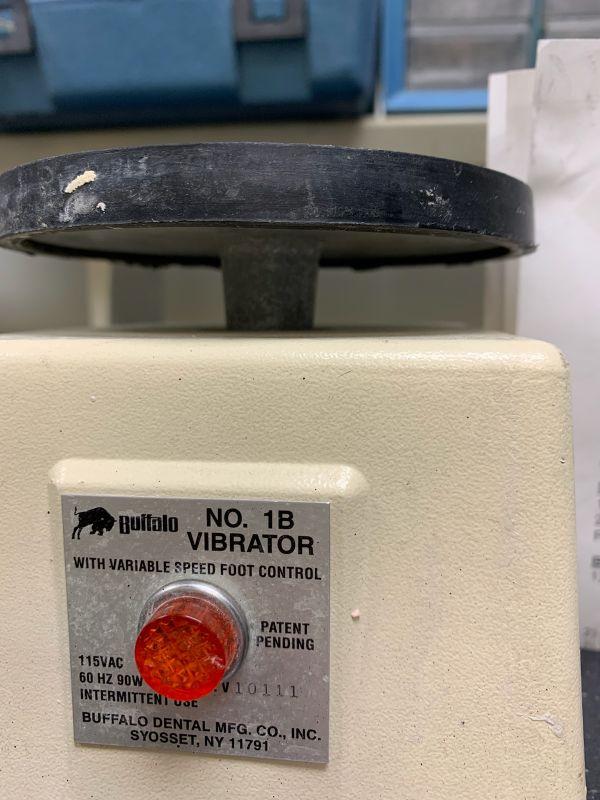 Buffalo NO. 1B
VIBRATOR
WITH VARIABLE SPEED FOOT CONTROL
PATENT
PENDING
115VAC
60 HZ 90W V10111
INTERMITTENT USE
BUFFALO DENTAL MFG. CO., INC.
SYOSSET, NY 11791